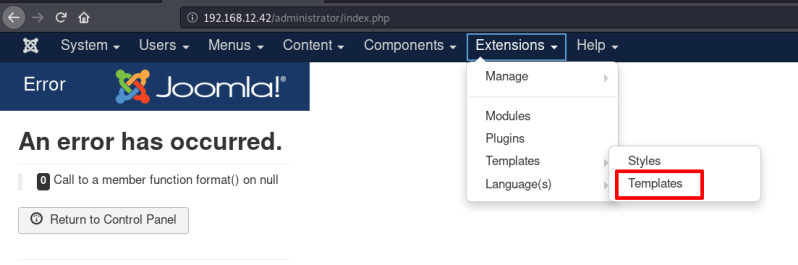 192.168.12.42/administrator/index.php
System Users Menus Content Components Extensions Help
Error Joomla!®
Manage
Modules
Plugins
Templates
Language(s)
Styles
Templates
An error has occurred.
0 Call to a member function format() on null
Return to Control Panel